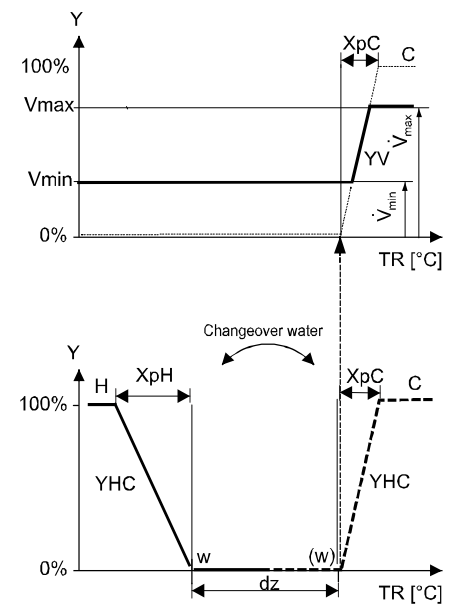 Y
XpC
100%
C
Vmax
V̇max
YV
Vmin
V̇min
0%
TR [°C]
Changeover water
Y
H
XpH
XpC
C
100%
YHC
YHC
w
(w)
0%
dz
TR [°C]